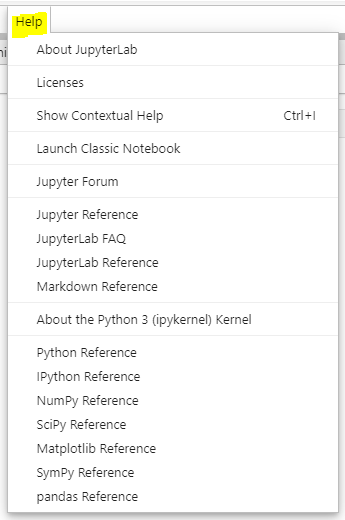 Help
About JupyterLab
Licenses
Show Contextual Help Ctrl+I
Launch Classic Notebook
Jupyter Forum
Jupyter Reference
JupyterLab FAQ
JupyterLab Reference
Markdown Reference
About the Python 3 (ipykernel) Kernel
Python Reference
IPython Reference
NumPy Reference
SciPy Reference
Matplotlib Reference
SymPy Reference
pandas Reference